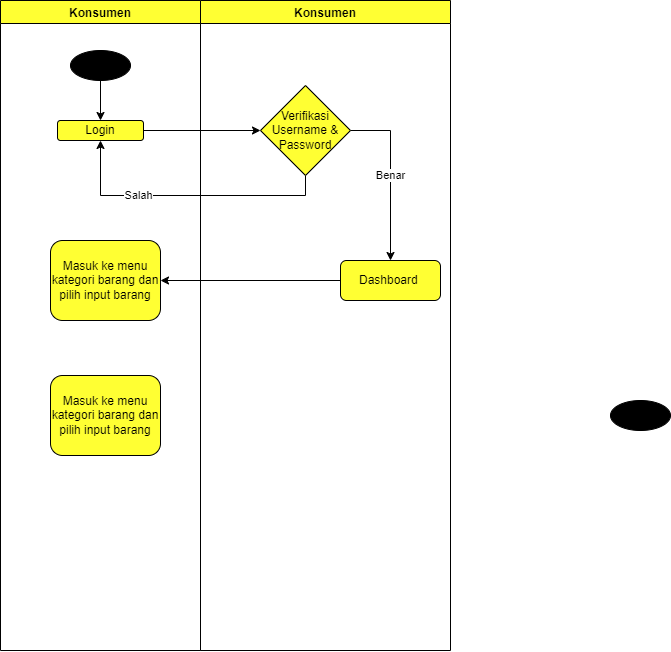 Konsumen
Konsumen
Verifikasi
Username &
Password
Login
Benar
Salah
Masuk ke menu
kategori barang dan
pilih input barang
Dashboard
Masuk ke menu
kategori barang dan
pilih input barang